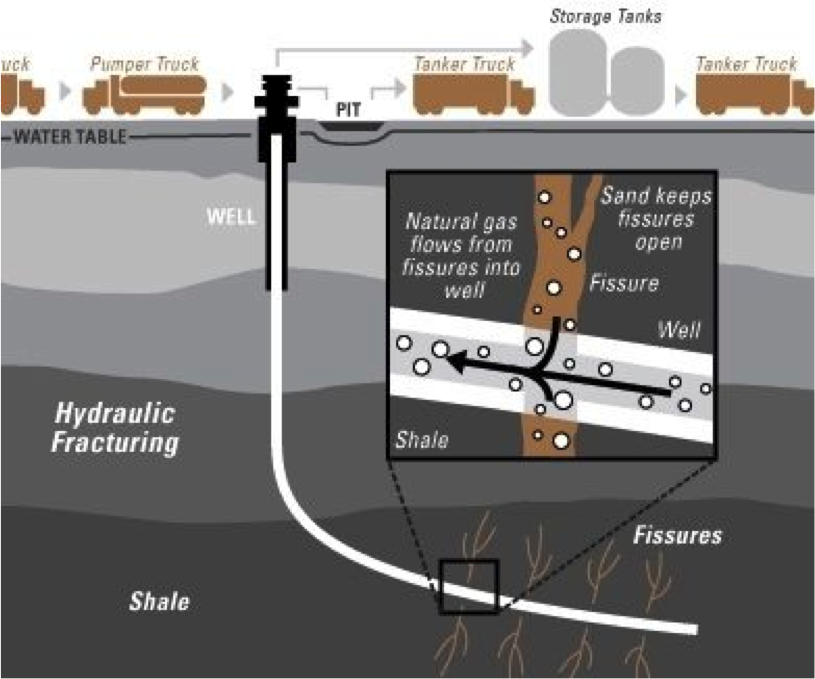 Storage Tanks
uck
Pumper Truck
Tanker Truck
Tanker Truck
PIT
WATER TABLE
WELL
Natural gas
flows from
fissures into
well
Sand keeps
fissures
open
Fissure
Well
Shale
Hydraulic
Fracturing
Fissures
Shale